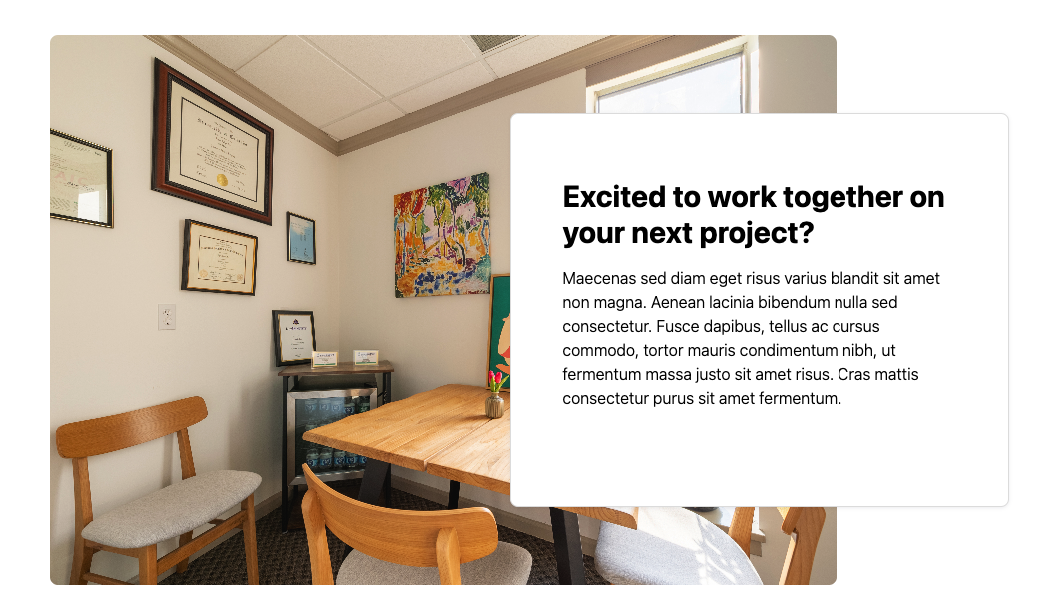 Excited to work together on
your next project?
Maecenas sed diam eget risus varius blandit sit amet
non magna. Aenean lacinia bibendum nulla sed
consectetur. Fusce dapibus, tellus ac cursus
commodo, tortor mauris condimentum nibh, ut
fermentum massa justo sit amet risus. Cras mattis
consectetur purus sit amet fermentum.